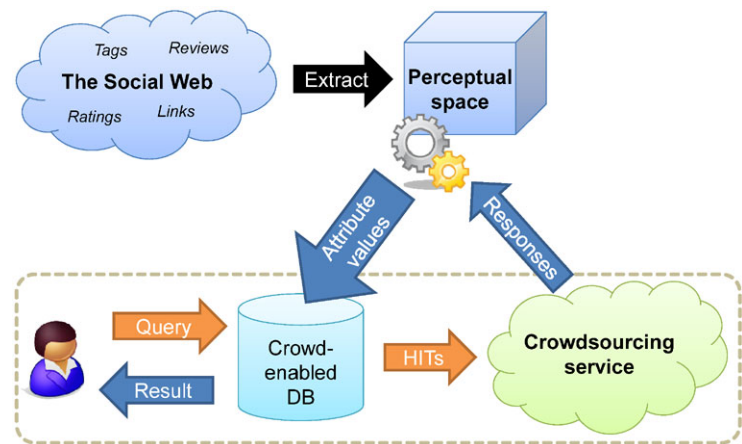 Tags
Reviews
The Social Web
Ratings
Links
Extract
Perceptual
space
Attribute
values
Responses
Query
Result
Crowd-
enabled
DB
HITs
Crowdsourcing
service